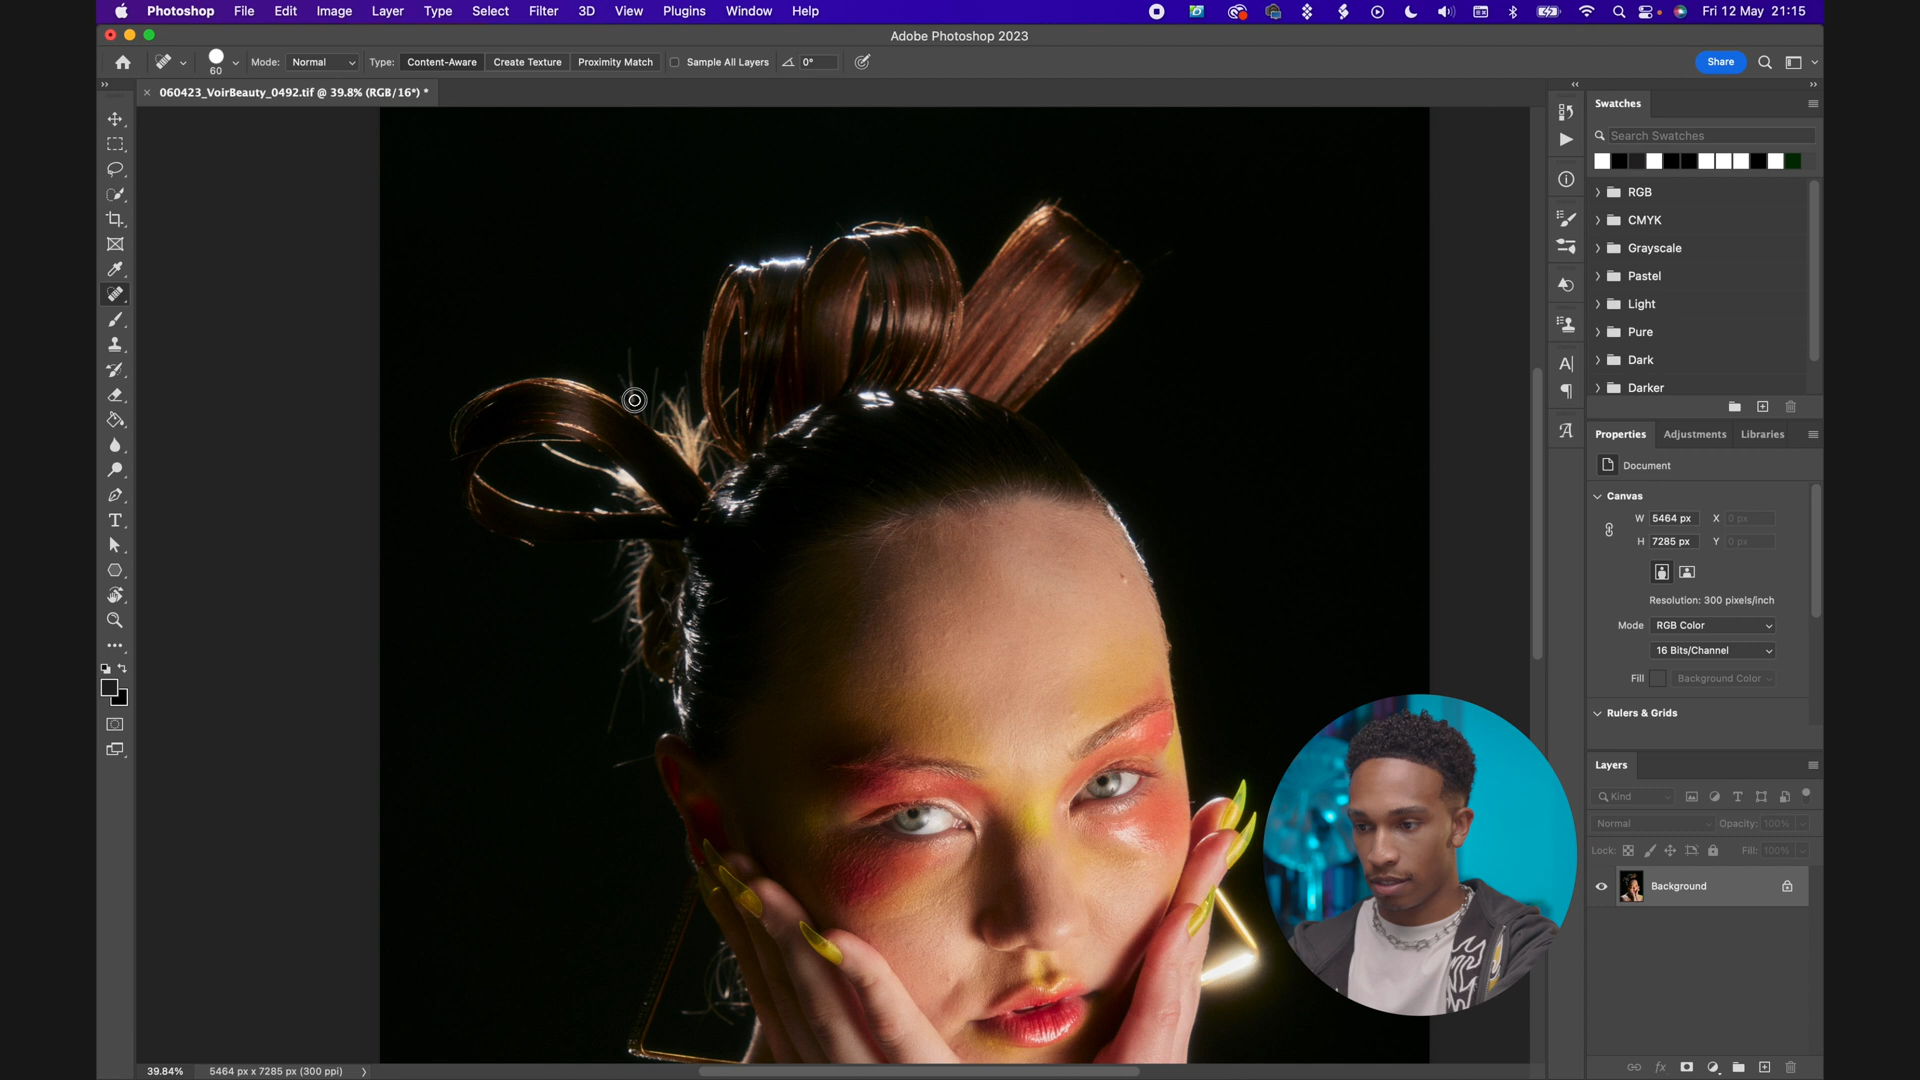 Photoshop File Edit Image Layer Type Select Filter 3D View Plugins Window Help Fri 12 May 21:15
Adobe Photoshop 2023
60 Mode: Normal Type: Content-Aware Create Texture Proximity Match Sample All Layers 0° Share
060423_VoirBeauty_0492.tif @ 39.8% (RGB/16*) *
Swatches
Search Swatches
RGB
CMYK
Grayscale
Pastel
Light
Pure
Dark
Darker
Properties Adjustments Libraries
Document
Canvas
W 5464 px X 0 px
H 7285 px Y 0 px
Resolution: 300 pixels/inch
Mode RGB Color
16 Bits/Channel
Fill Background Color
Rulers & Grids
Layers
Kind
Normal Opacity: 100%
Lock: Fill: 100%
Background
39.84% 5464 px x 7285 px (300 ppi)